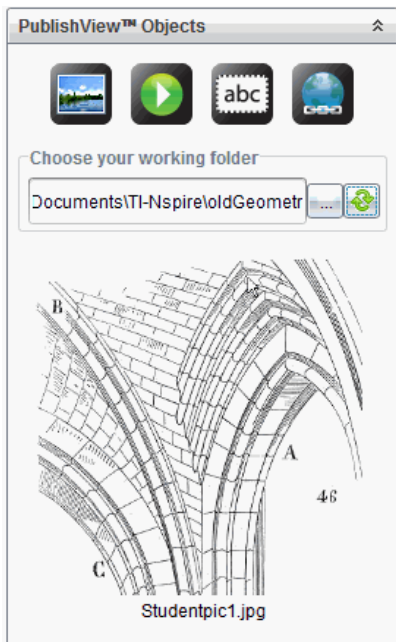 PublishView™ Objects
abc
Choose your working folder
Documents\TI-Nspire\oldGeometr
...
B
A
46
C
Studentpic1.jpg